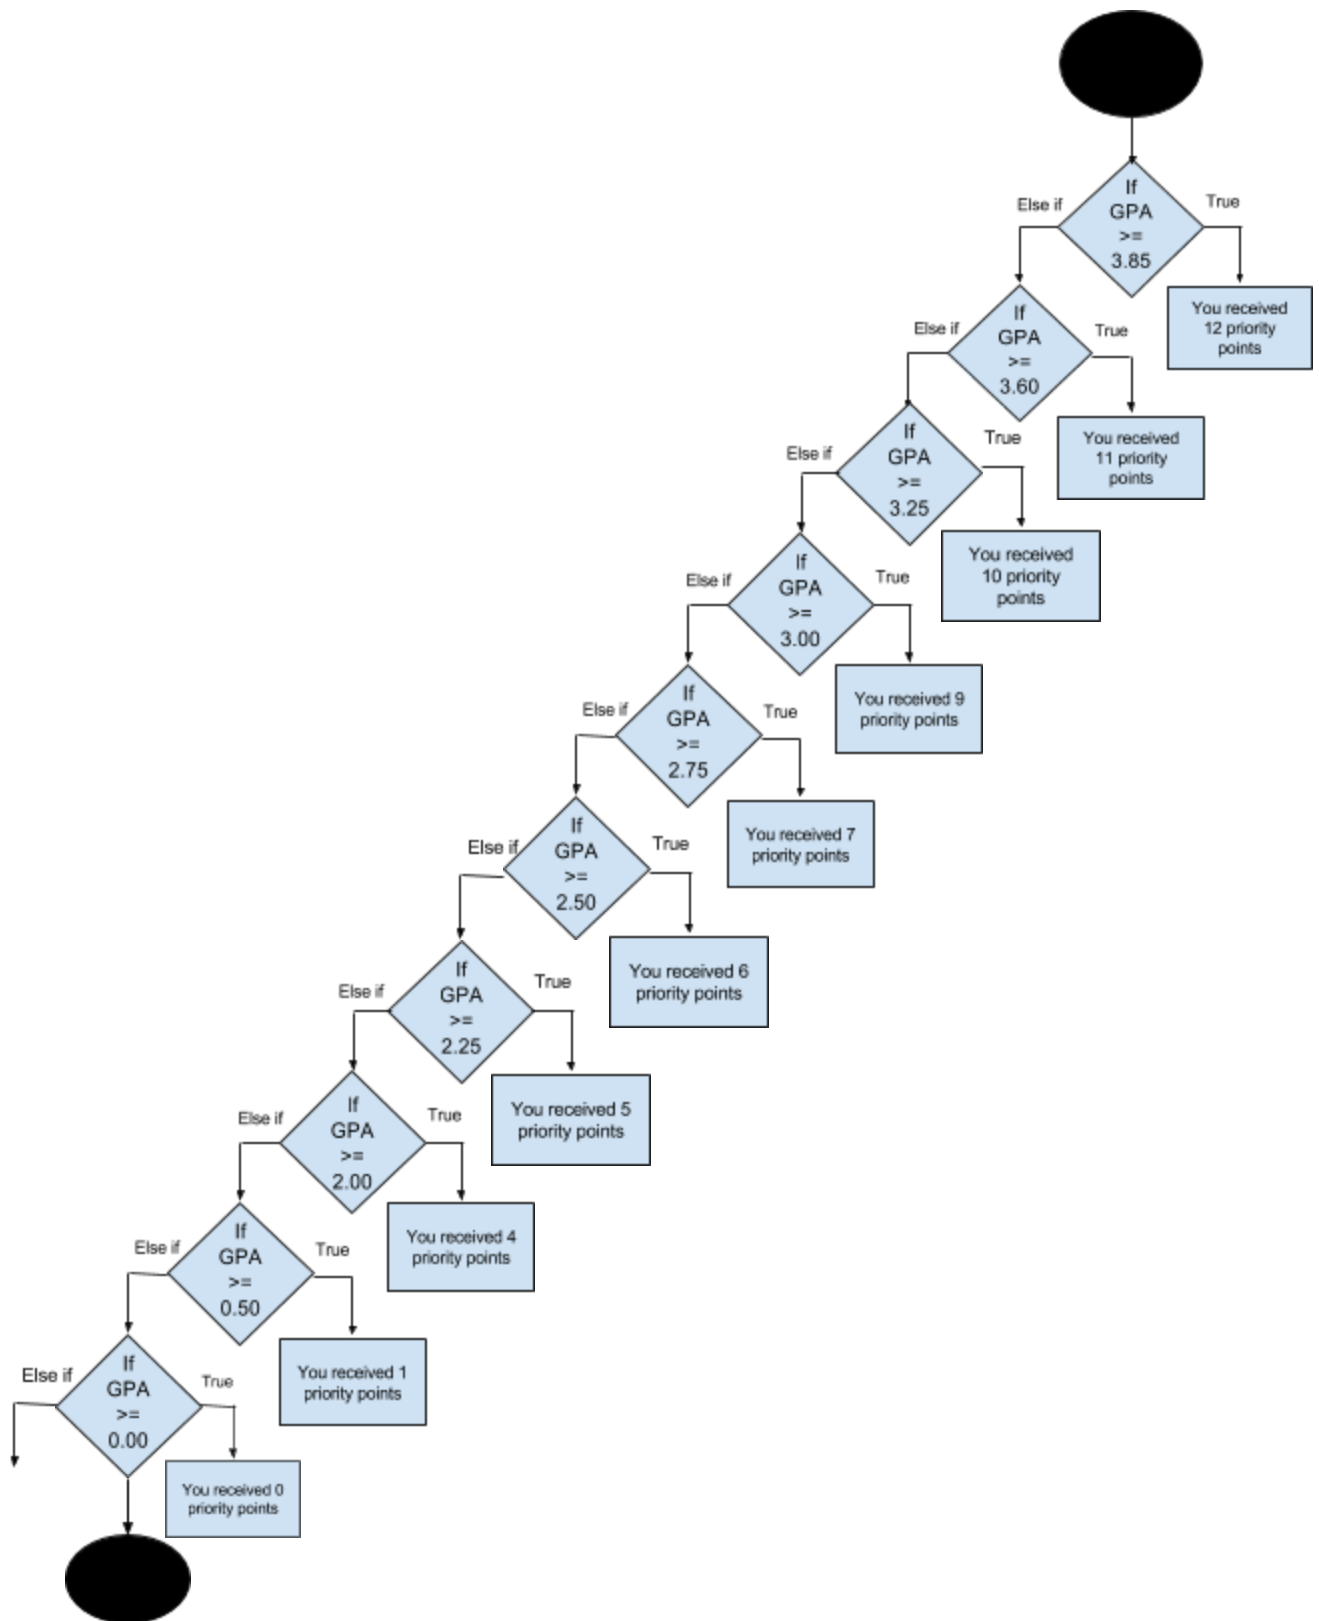 If
GPA
>=
3.85
Else if
True
You received
12 priority
points
If
GPA
>=
3.60
Else if
True
You received
11 priority
points
If
GPA
>=
3.25
Else if
True
You received
10 priority
points
If
GPA
>=
3.00
Else if
True
You received 9
priority points
If
GPA
>=
2.75
Else if
True
You received 7
priority points
If
GPA
>=
2.50
Else if
True
You received 6
priority points
If
GPA
>=
2.25
Else if
True
You received 5
priority points
If
GPA
>=
2.00
Else if
True
You received 4
priority points
If
GPA
>=
0.50
Else if
True
You received 1
priority points
If
GPA
>=
0.00
Else if
True
You received 0
priority points